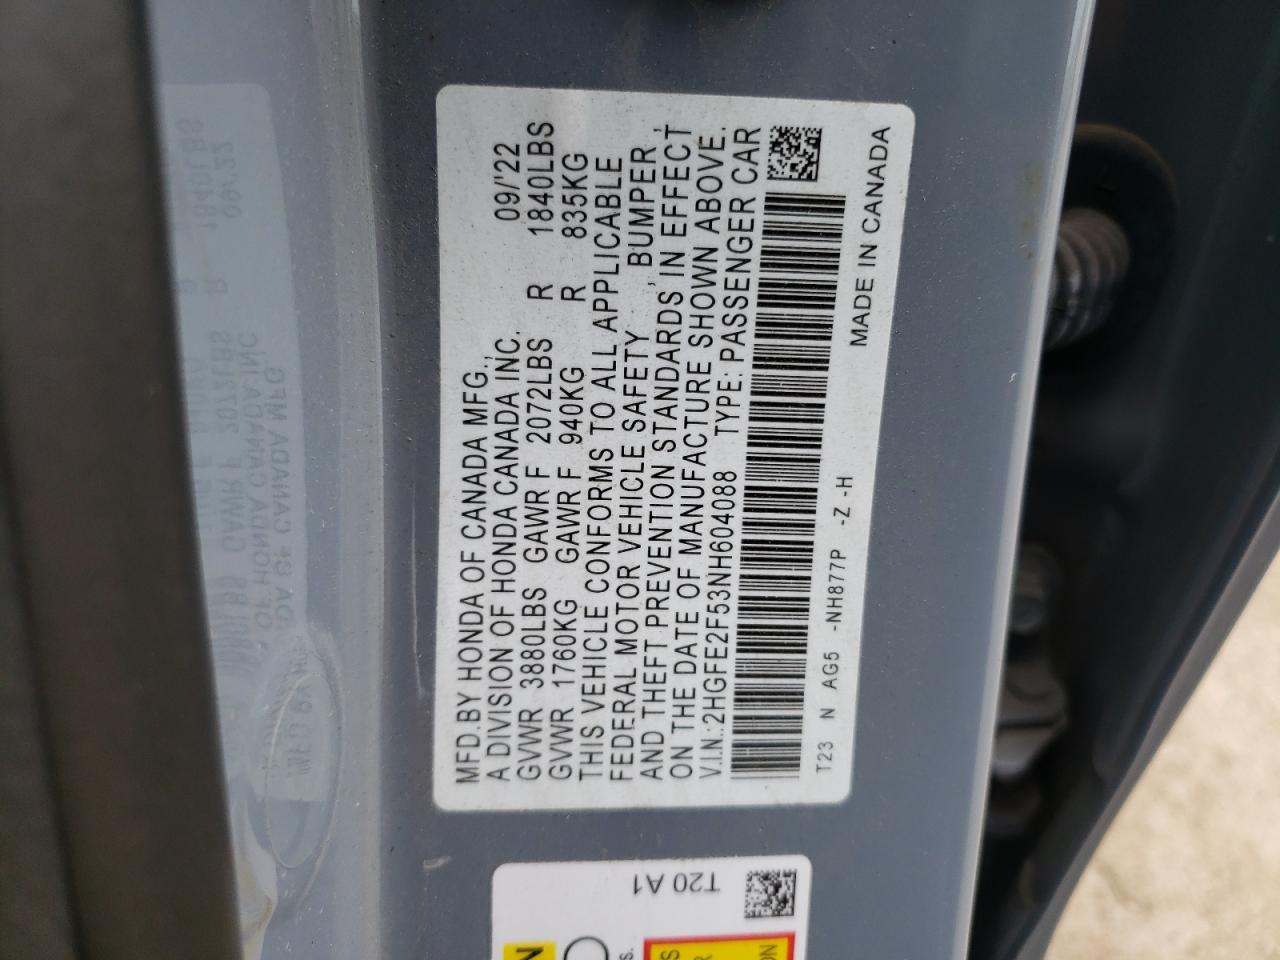 MFD.BY HONDA OF CANADA MFG.,
A DIVISION OF HONDA CANADA INC. 09/'22
GVWR 3880LBS GAWR F 2072LBS R 1840LBS
GVWR 1760KG GAWR F 940KG R 835KG
THIS VEHICLE CONFORMS TO ALL APPLICABLE
FEDERAL MOTOR VEHICLE SAFETY, BUMPER,
AND THEFT PREVENTION STANDARDS IN EFFECT
ON THE DATE OF MANUFACTURE SHOWN ABOVE.
V.I.N.:2HGFE2F53NH604088 TYPE: PASSENGER CAR
T23 N AG5 -NH877P -Z -H MADE IN CANADA
T20 A1